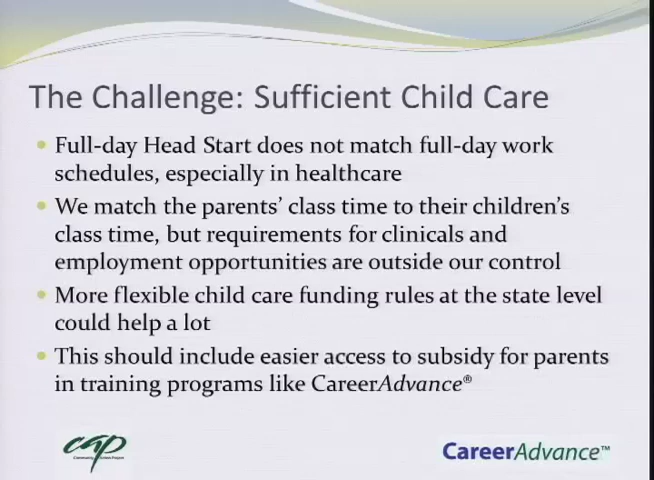 The Challenge: Sufficient Child Care
Full-day Head Start does not match full-day work
schedules, especially in healthcare
We match the parents' class time to their children's
class time, but requirements for clinicals and
employment opportunities are outside our control
More flexible child care funding rules at the state level
could help a lot
This should include easier access to subsidy for parents
in training programs like CareerAdvance®
cap
Community Action Project
CareerAdvance™